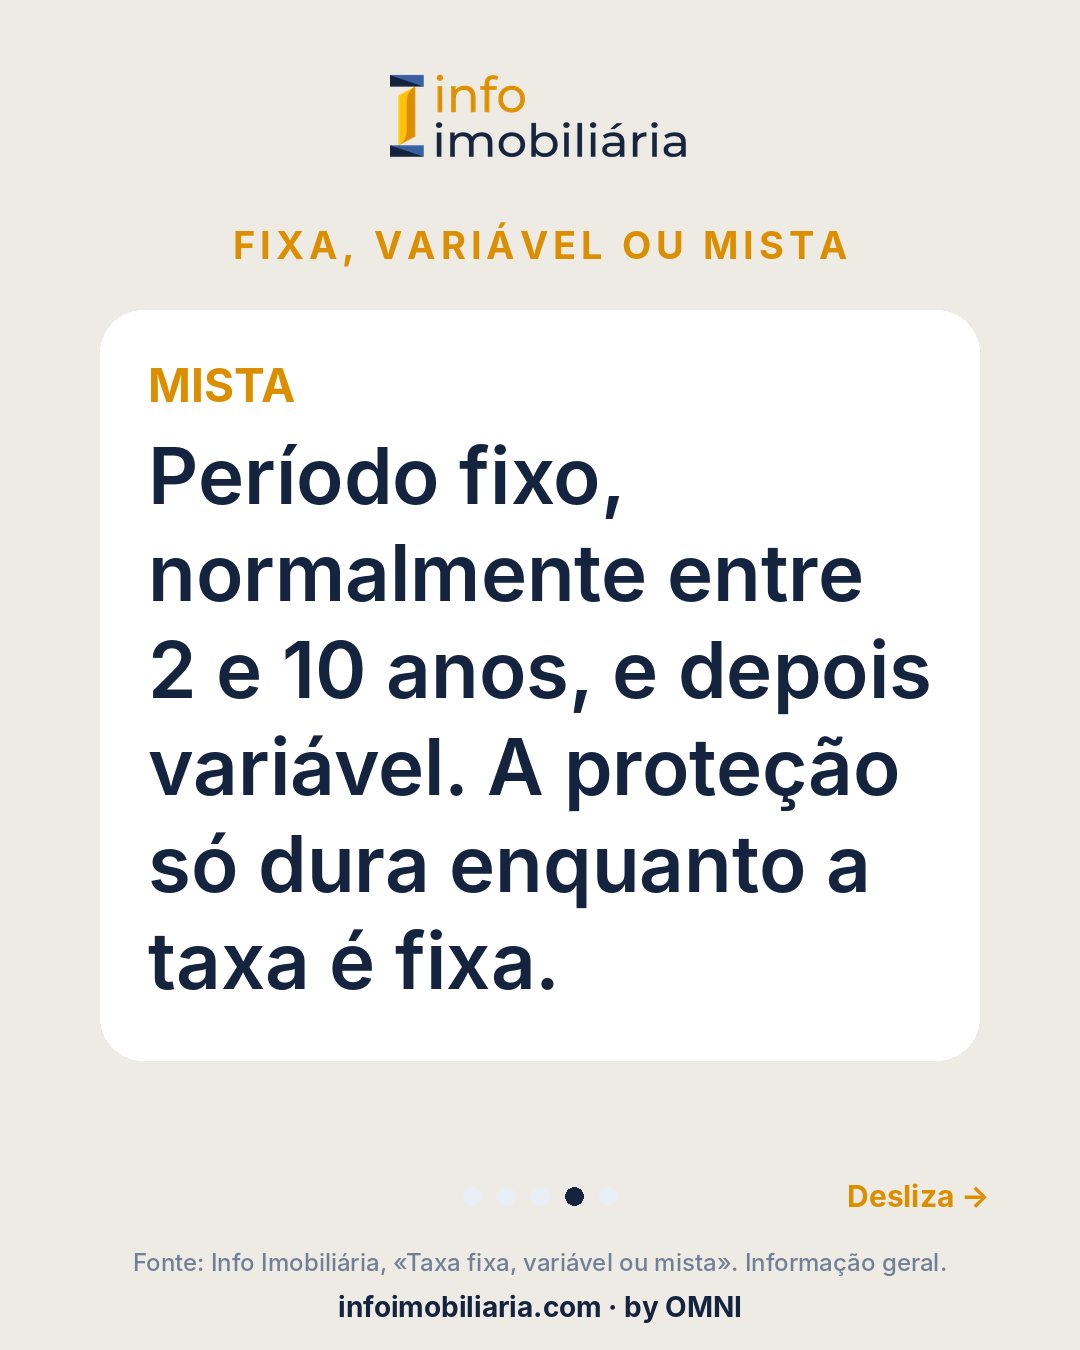 info
imobiliária
FIXA, VARIÁVEL OU MISTA
MISTA
Período fixo,
normalmente entre
2 e 10 anos, e depois
variável. A proteção
só dura enquanto a
taxa é fixa.
Desliza →
Fonte: Info Imobiliária, «Taxa fixa, variável ou mista». Informação geral.
infoimobiliaria.com · by OMNI